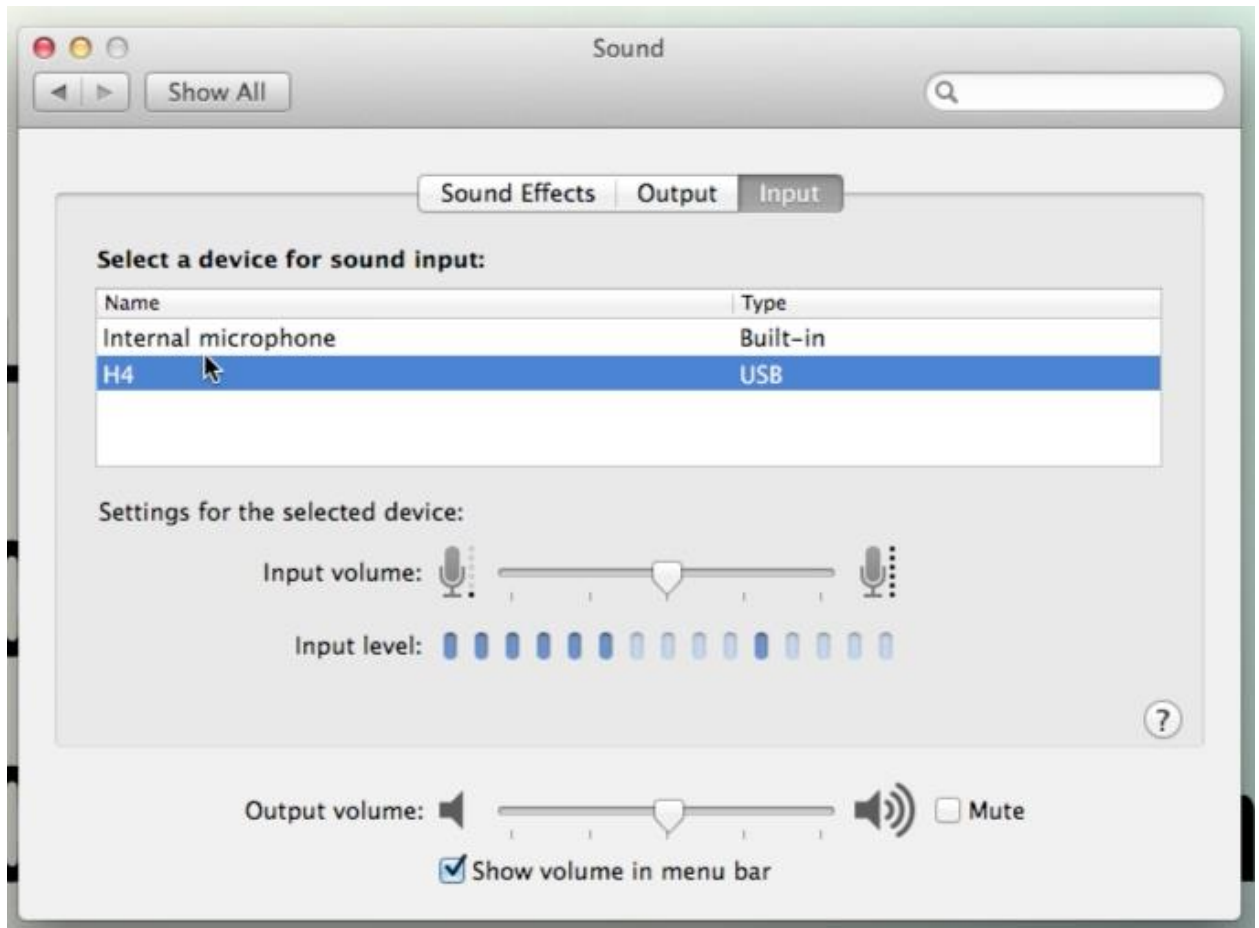 Sound
Show All
Sound Effects Output Input
Select a device for sound input:
Name Type
Internal microphone Built-in
H4 USB
Settings for the selected device:
Input volume:
Input level:
?
Output volume: Mute
Show volume in menu bar